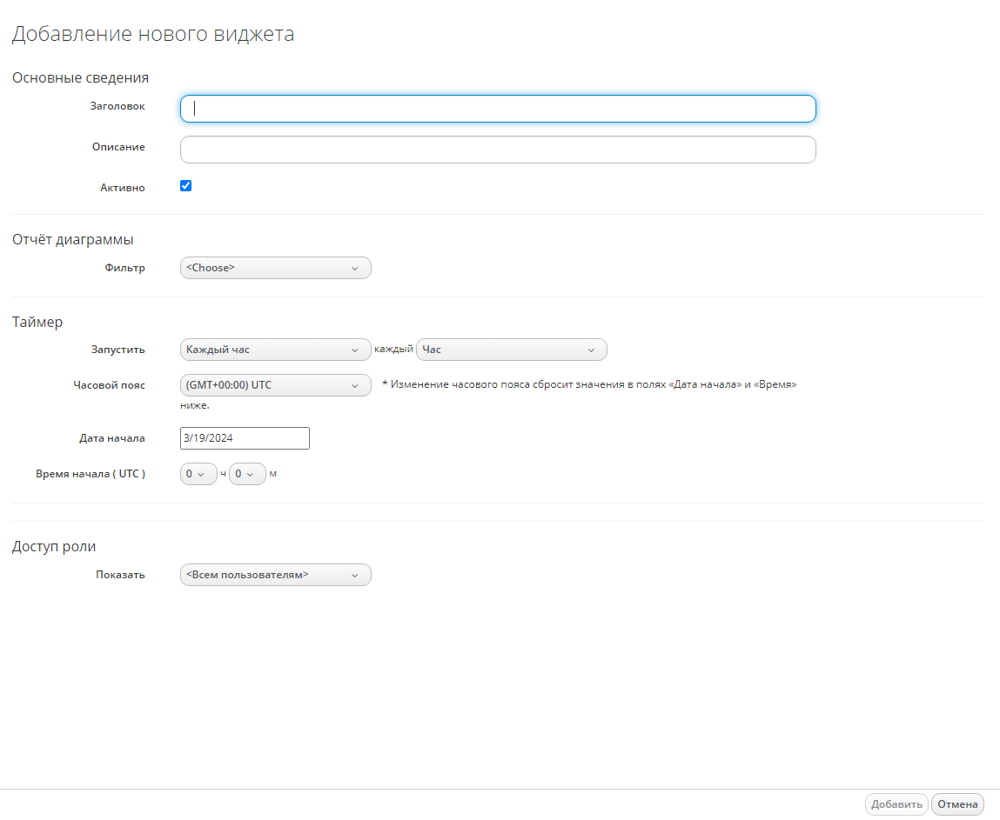 Добавление нового виджета
Основные сведения
Заголовок
Описание
Активно
Отчёт диаграммы
Фильтр <Choose>
Таймер
Запустить Каждый час каждый Час
Часовой пояс (GMT+00:00) UTC * Изменение часового пояса сбросит значения в полях «Дата начала» и «Время»
ниже.
Дата начала 3/19/2024
Время начала ( UTC ) 0 ч 0 м
Доступ роли
Показать <Всем пользователям>
Добавить Отмена